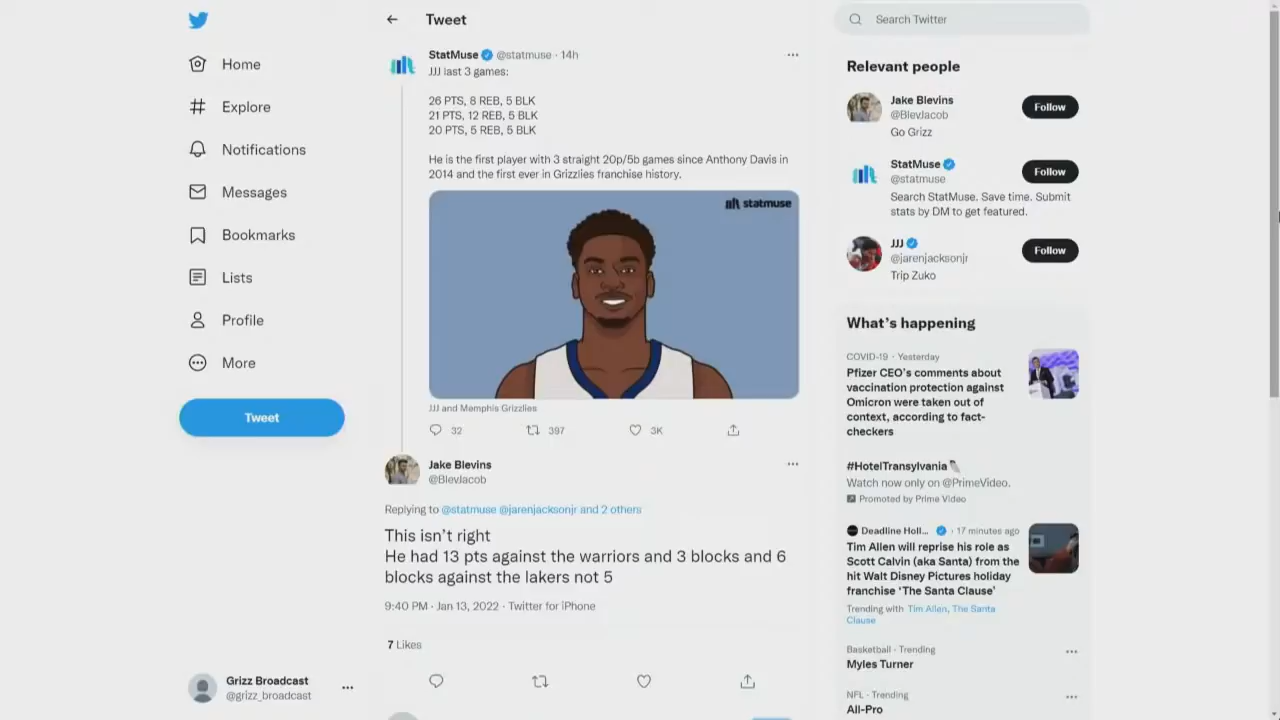 Home
Explore
Notifications
Messages
Bookmarks
Lists
Profile
More
Tweet
Grizz Broadcast
@grizz_broadcast
Tweet
StatMuse @statmuse · 14h
JJJ last 3 games:
26 PTS, 8 REB, 5 BLK
21 PTS, 12 REB, 5 BLK
20 PTS, 5 REB, 5 BLK
He is the first player with 3 straight 20p/5b games since Anthony Davis in
2014 and the first ever in Grizzlies franchise history.
statmuse
JJJ and Memphis Grizzlies
32 397 3K
Jake Blevins
@BlevJacob
Replying to @statmuse @jarenjacksonjr and 2 others
This isn't right
He had 13 pts against the warriors and 3 blocks and 6
blocks against the lakers not 5
9:40 PM · Jan 13, 2022 · Twitter for iPhone
7 Likes
Search Twitter
Relevant people
Jake Blevins
@BlevJacob
Follow
Go Grizz
StatMuse
@statmuse
Follow
Search StatMuse. Save time. Submit
stats by DM to get featured.
JJJ
@jarenjacksonjr
Follow
Trip Zuko
What's happening
COVID-19 · Yesterday
Pfizer CEO's comments about
vaccination protection against
Omicron were taken out of
context, according to fact-
checkers
#HotelTransylvania
Watch now only on @PrimeVideo.
Promoted by Prime Video
Deadline Holl... · 17 minutes ago
Tim Allen will reprise his role as
Scott Calvin (aka Santa) from the
hit Walt Disney Pictures holiday
franchise 'The Santa Clause'
Trending with Tim Allen, The Santa
Clause
Basketball · Trending
Myles Turner
NFL · Trending
All-Pro